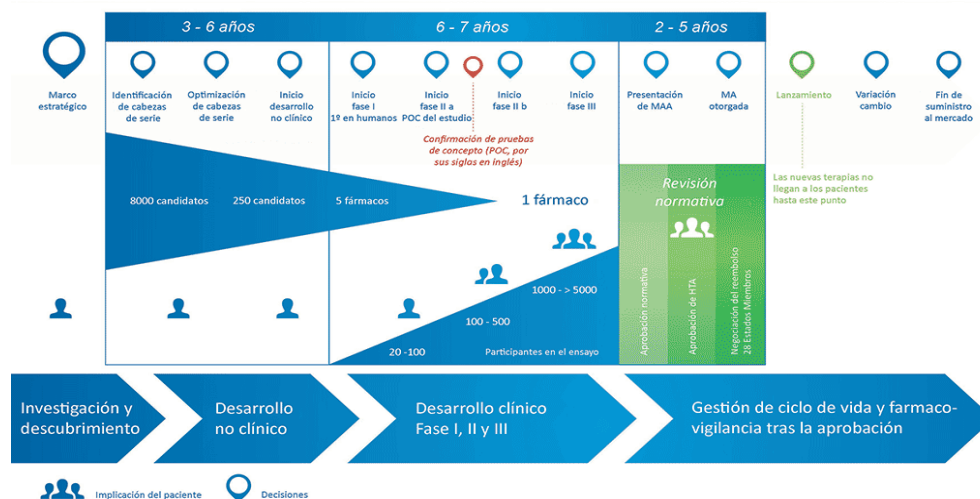 3 - 6 años
6 - 7 años
2 - 5 años
Marco
estratégico
Identificación
de cabezas
de serie
Optimización
de cabezas
de serie
Inicio
desarrollo
no clínico
Inicio
fase I
1º en humanos
Inicio
fase II a
POC del estudio
Inicio
fase II b
Inicio
fase III
Presentación
de MAA
MA
otorgada
Lanzamiento
Variación
cambio
Fin de
suministro
al mercado
Confirmación de pruebas
de concepto (POC, por
sus siglas en inglés)
Las nuevas terapias no
llegan a los pacientes
hasta este punto
8000 candidatos
250 candidatos
5 fármacos
1 fármaco
Revisión
normativa
Aprobación normativa
Aprobación de HTA
Negociación del reembolso
28 Estados Miembros
20 -100
100 - 500
1000 - > 5000
Participantes en el ensayo
Investigación y
descubrimiento
Desarrollo
no clínico
Desarrollo clínico
Fase I, II y III
Gestión de ciclo de vida y farmaco-
vigilancia tras la aprobación
Implicación del paciente
Decisiones